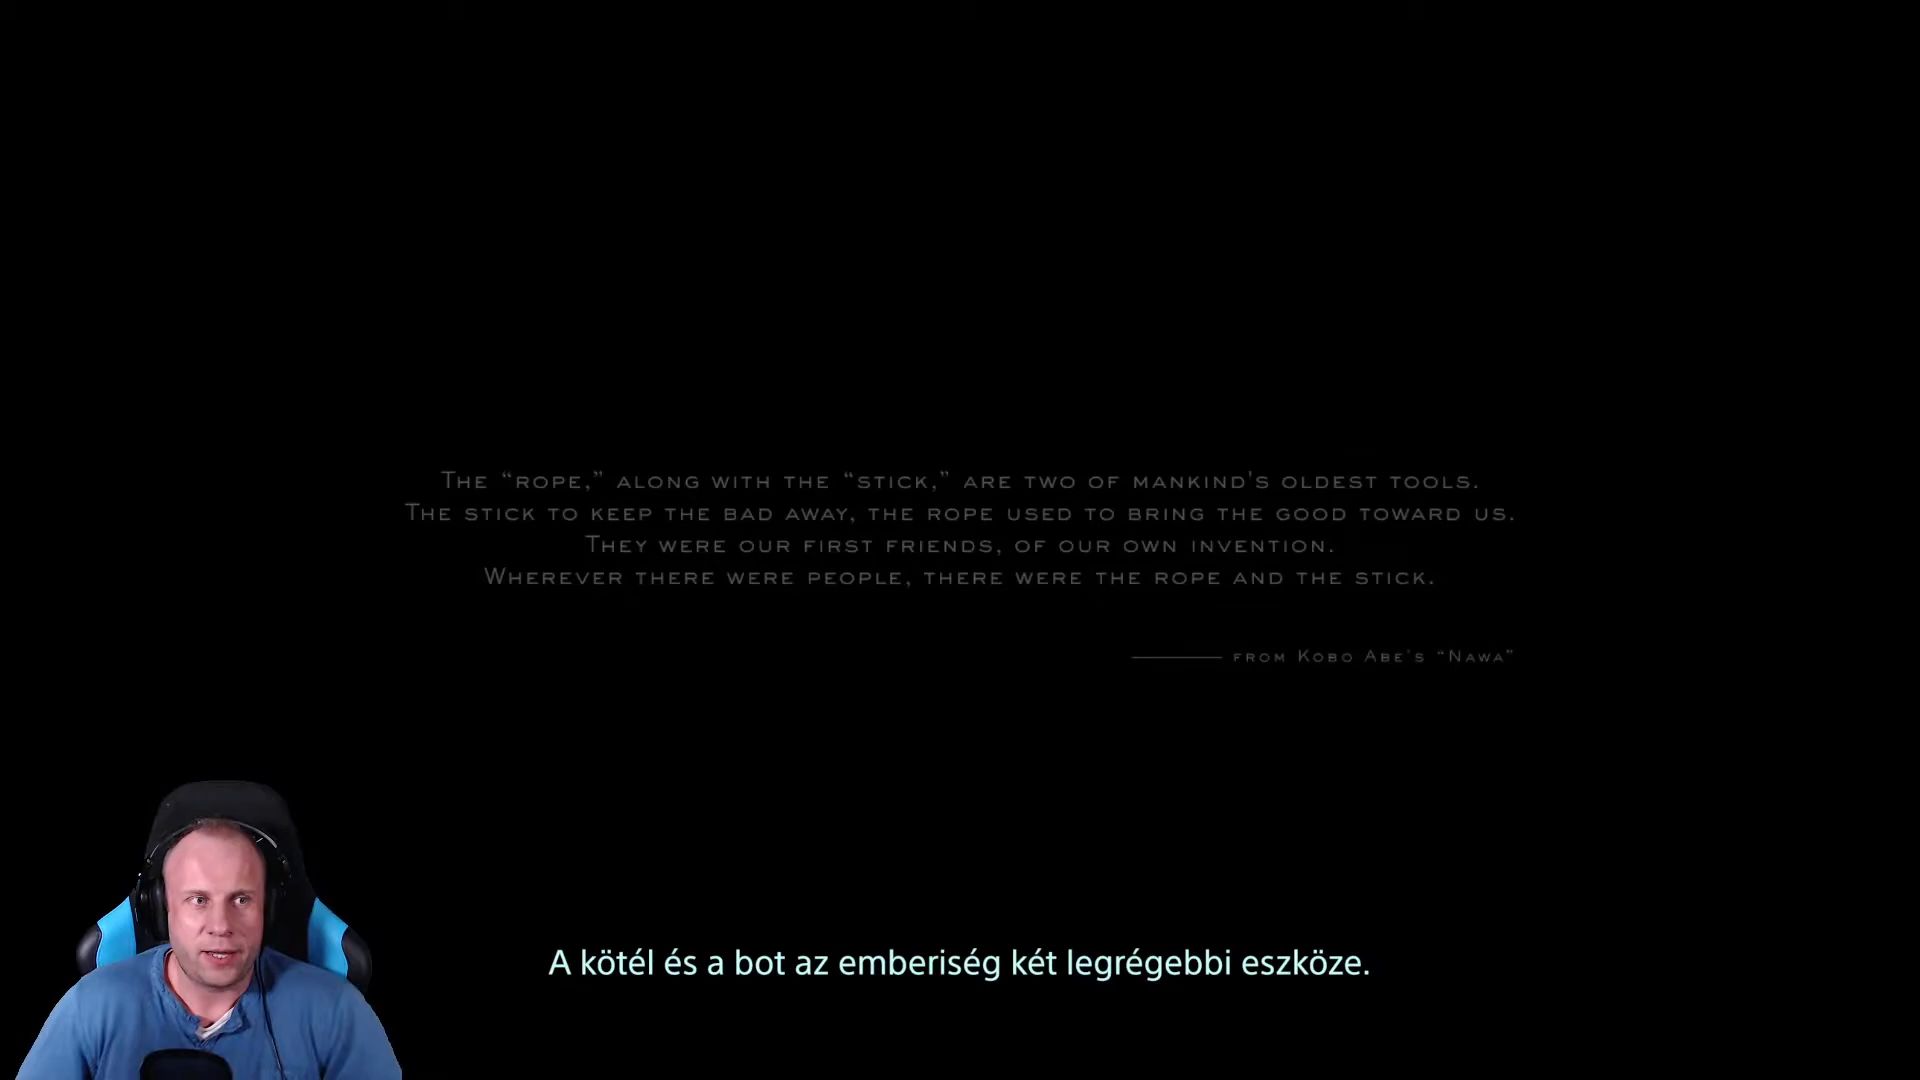 The “rope,” along with the “stick,” are two of mankind's oldest tools.
The stick to keep the bad away, the rope used to bring the good toward us.
They were our first friends, of our own invention.
Wherever there were people, there were the rope and the stick.
from Kobo Abe's “Nawa”
A kötél és a bot az emberiség két legrégebbi eszköze.